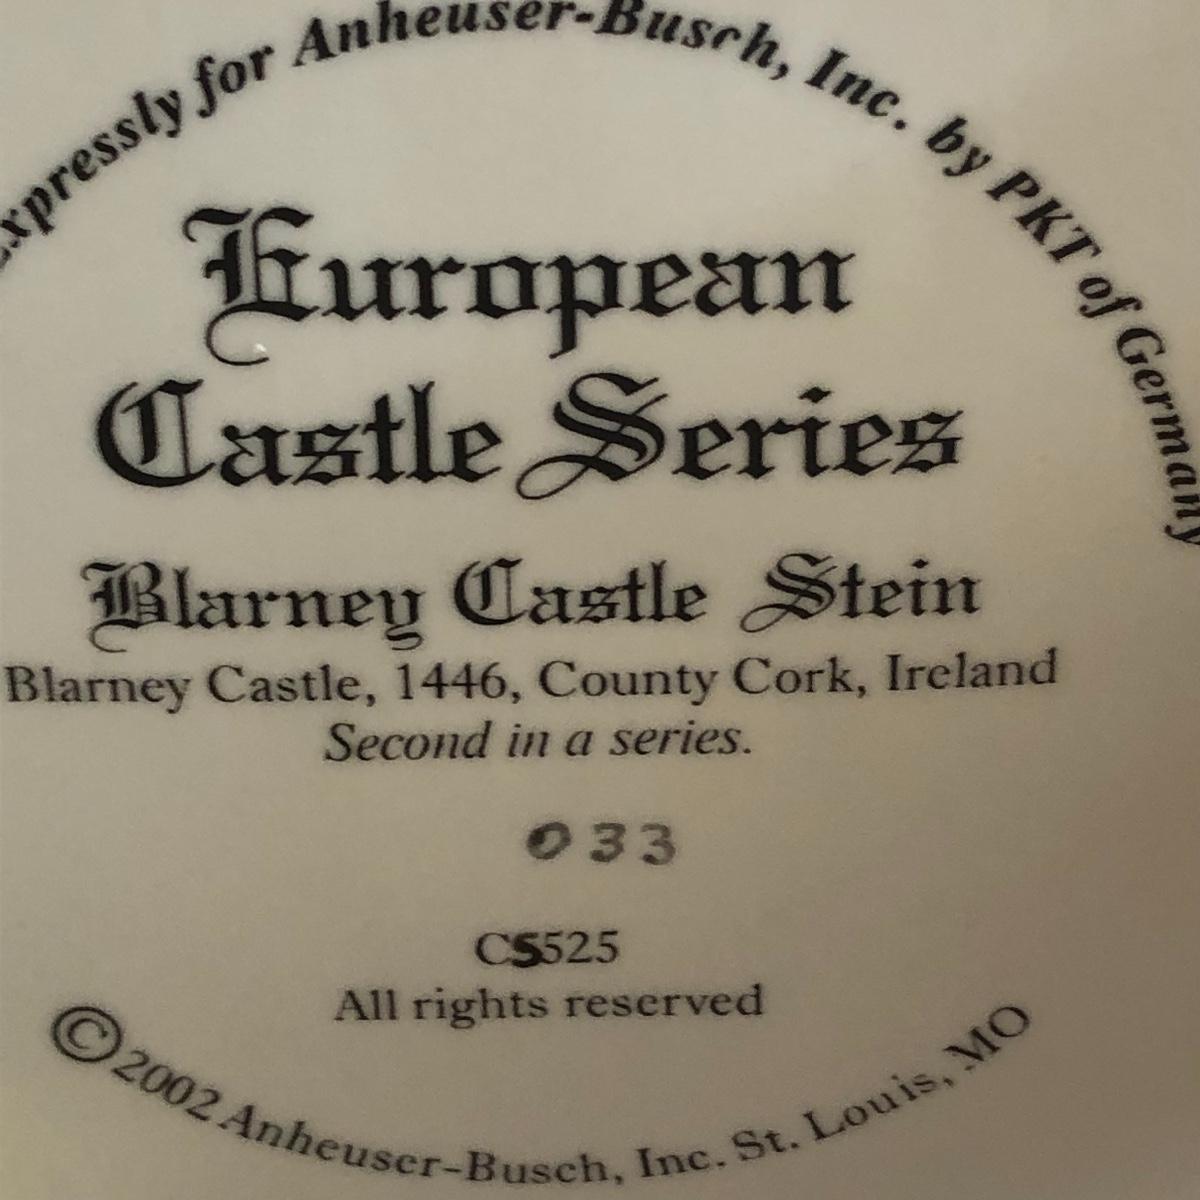 expressly for Anheuser-Busch, Inc. by PKT of Germany
European
Castle Series
Blarney Castle Stein
Blarney Castle, 1446, County Cork, Ireland
Second in a series.
033
CS525
All rights reserved
© 2002 Anheuser-Busch, Inc. St. Louis, MO